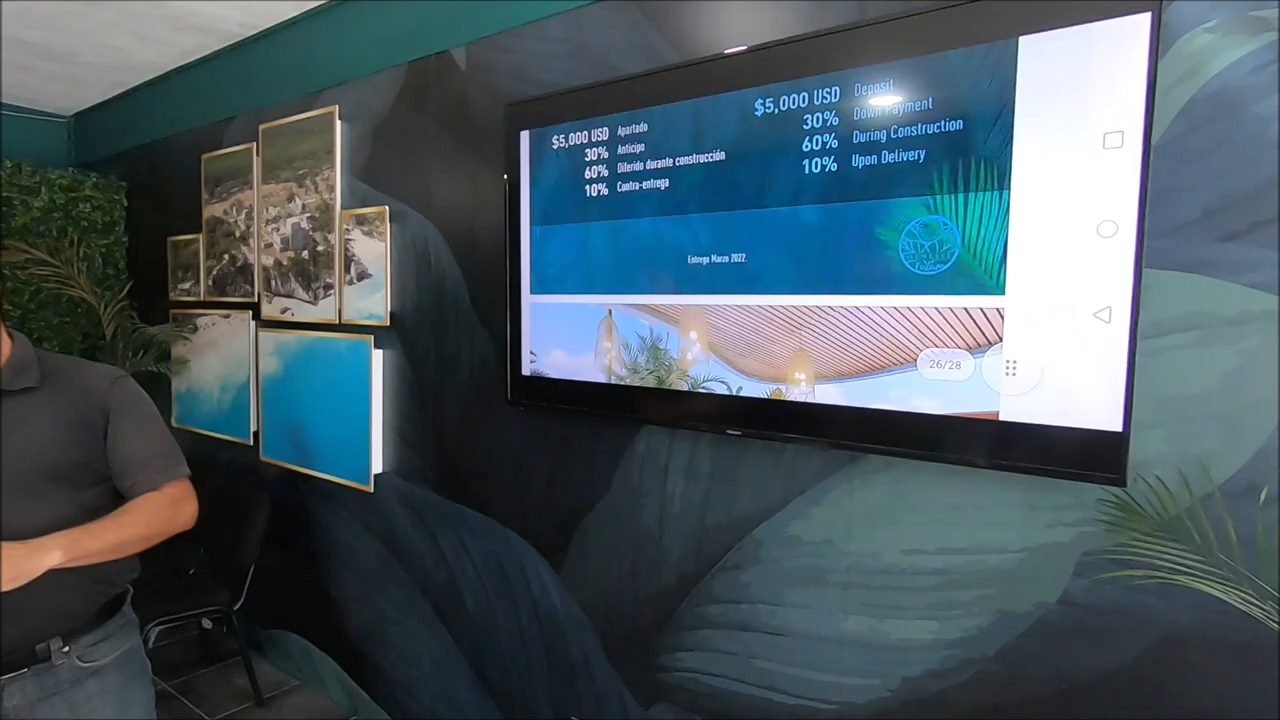 $5,000 USD Apartado
30% Anticipo
60% Diferido durante construcción
10% Contra-entrega
$5,000 USD Deposit
30% Down Payment
60% During Construction
10% Upon Delivery
Entrega Marzo 2022.
Tulum
26/28